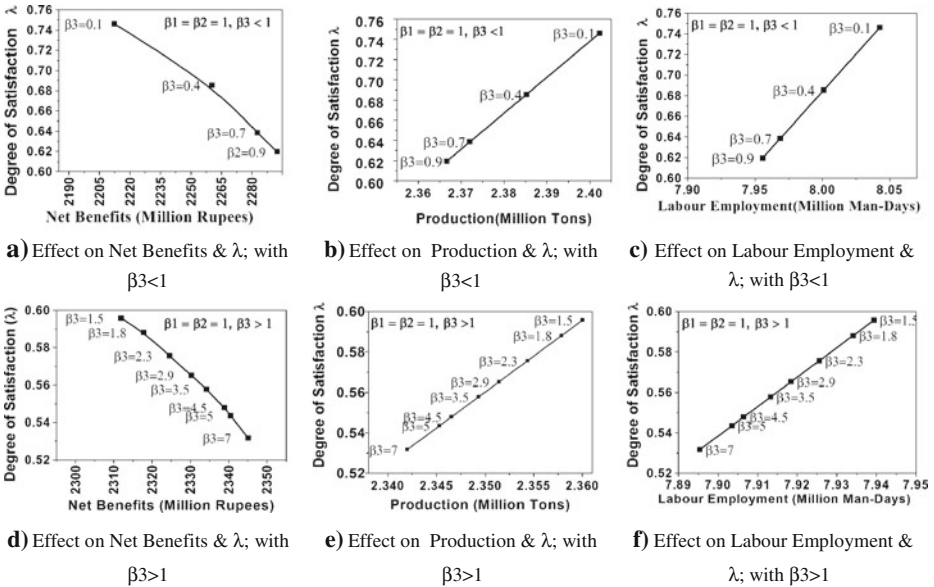 Degree of Satisfaction λ
0.76
0.74
0.72
0.70
0.68
0.66
0.64
0.62
0.60
β3=0.1
β1 = β2 = 1, β3 < 1
β3=0.4
β3=0.7
β2=0.9
2190
2205
2220
2235
2250
2265
2280
Net Benefits (Million Rupees)
Degree of Satisfaction λ
0.76
0.74
0.72
0.70
0.68
0.66
0.64
0.62
0.60
β1 = β2 = 1, β3 <1
β3=0.1
β3=0.4
β3=0.7
β3=0.9
2.36 2.37 2.38 2.39 2.40
Production(Million Tons)
Degree of Satisfaction λ
0.76
0.74
0.72
0.70
0.68
0.66
0.64
0.62
0.60
β1 = β2 = 1, β3 < 1
β3=0.1
β3=0.4
β3=0.7
β3=0.9
7.90 7.95 8.00 8.05
Labour Employment(Million Man-Days)
a) Effect on Net Benefits & λ; with
β3<1
b) Effect on Production & λ; with
β3<1
c) Effect on Labour Employment &
λ; with β3<1
Degree of Satisfaction (λ)
0.60
0.58
0.56
0.54
0.52
β3=1.5
β1 = β2 = 1, β3 > 1
β3=1.8
β3=2.3
β3=2.9
β3=3.5
β3=4.5
β3=5
β3=7
2300
2310
2320
2330
2340
2350
Net Benefits (Million Rupees)
Degree of Satisfaction λ
0.60
0.58
0.56
0.54
0.52
β1 = β2 = 1, β3 >1
β3=1.5
β3=1.8
β3=2.3
β3=2.9
β3=3.5
β3=4.5
β3=5
β3=7
2.340 2.345 2.350 2.355 2.360
Production (Million Tons)
Degree of Satisfaction λ
0.60
0.58
0.56
0.54
0.52
β1 = β2 = 1, β3 > 1
β3=1.5
β3=1.8
β3=2.3
β3=2.9
β3=3.5
β3=4.5
β3=5
β3=7
7.89 7.90 7.91 7.92 7.93 7.94 7.95
Labour Employment (Million Man-Days)
d) Effect on Net Benefits & λ; with
β3>1
e) Effect on Production & λ; with
β3>1
f) Effect on Labour Employment &
λ; with β3>1